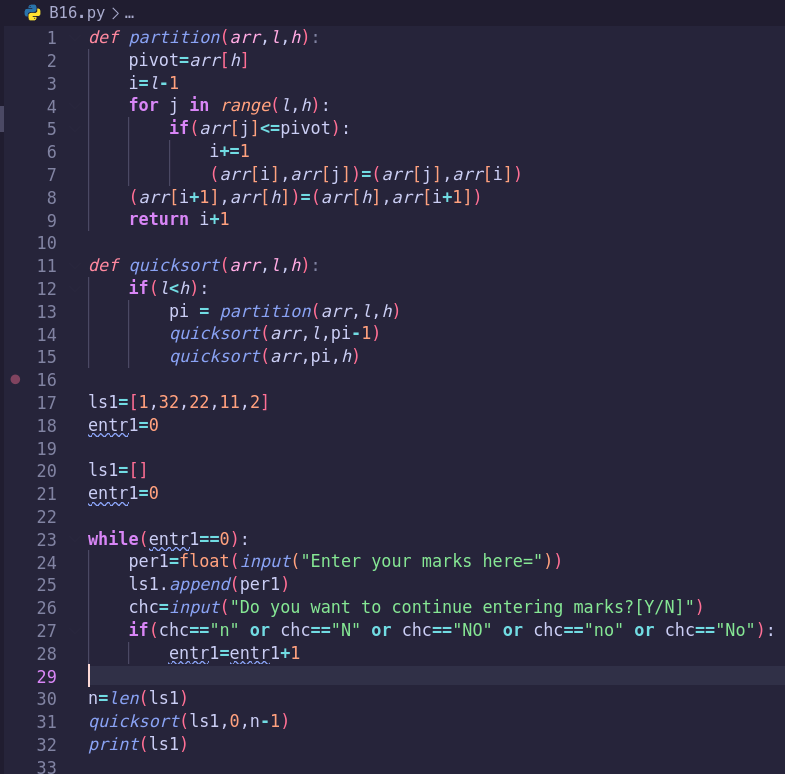 B16.py > …
1 def partition(arr,l,h):
2     pivot=arr[h]
3     i=l-1
4     for j in range(l,h):
5         if(arr[j]<=pivot):
6             i+=1
7             (arr[i],arr[j])=(arr[j],arr[i])
8     (arr[i+1],arr[h])=(arr[h],arr[i+1])
9     return i+1
10
11 def quicksort(arr,l,h):
12     if(l<h):
13         pi = partition(arr,l,h)
14         quicksort(arr,l,pi-1)
15         quicksort(arr,pi,h)
16
17 ls1=[1,32,22,11,2]
18 entr1=0
19
20 ls1=[]
21 entr1=0
22
23 while(entr1==0):
24     per1=float(input("Enter your marks here="))
25     ls1.append(per1)
26     chc=input("Do you want to continue entering marks?[Y/N]")
27     if(chc=="n" or chc=="N" or chc=="NO" or chc=="no" or chc=="No"):
28         entr1=entr1+1
29
30 n=len(ls1)
31 quicksort(ls1,0,n-1)
32 print(ls1)
33